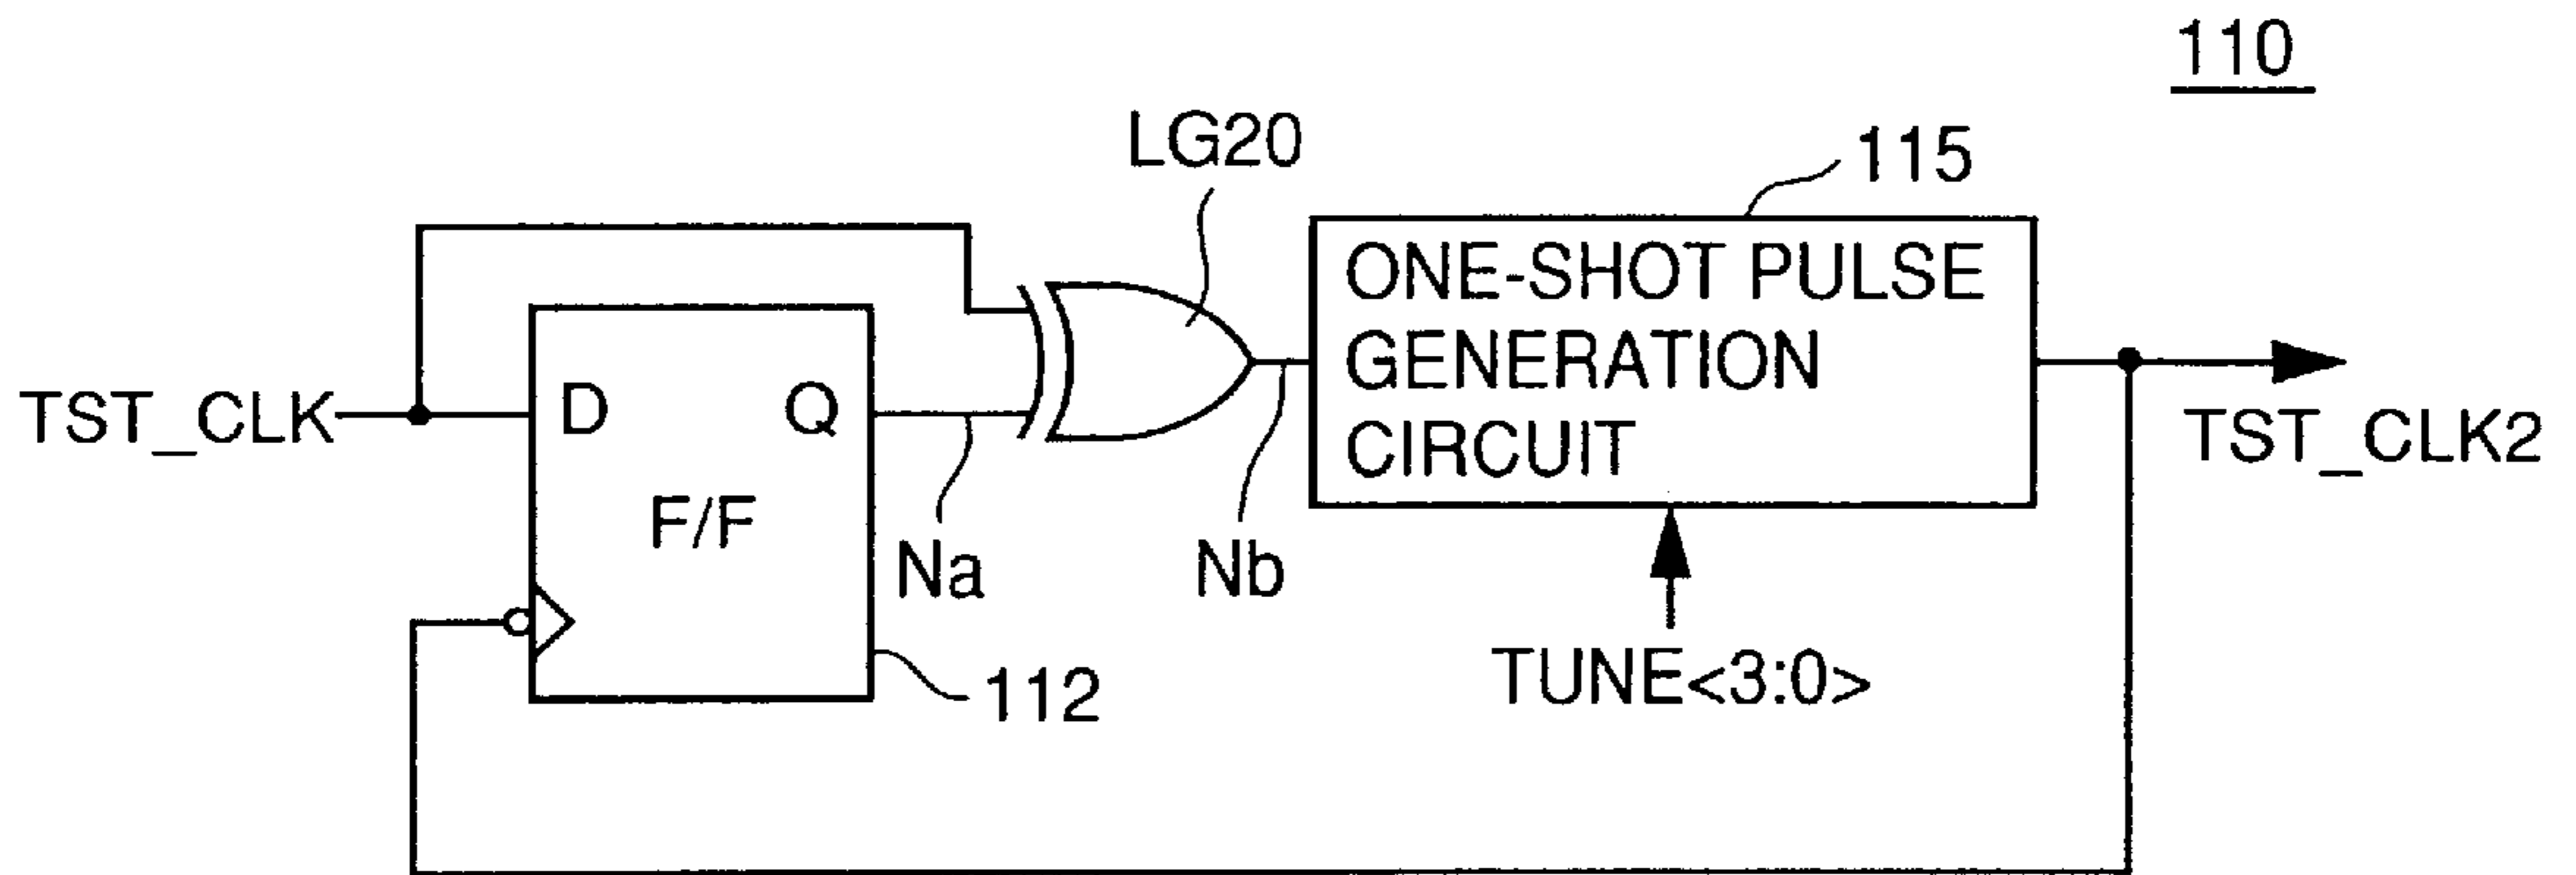 110
LG20
115
ONE-SHOT PULSE
GENERATION
CIRCUIT
TST_CLK
D
Q
F/F
Na
Nb
TST_CLK2
112
TUNE<3:0>